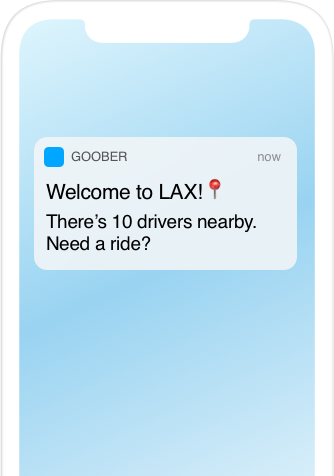 GOOBER now
Welcome to LAX!📍
There’s 10 drivers nearby.
Need a ride?